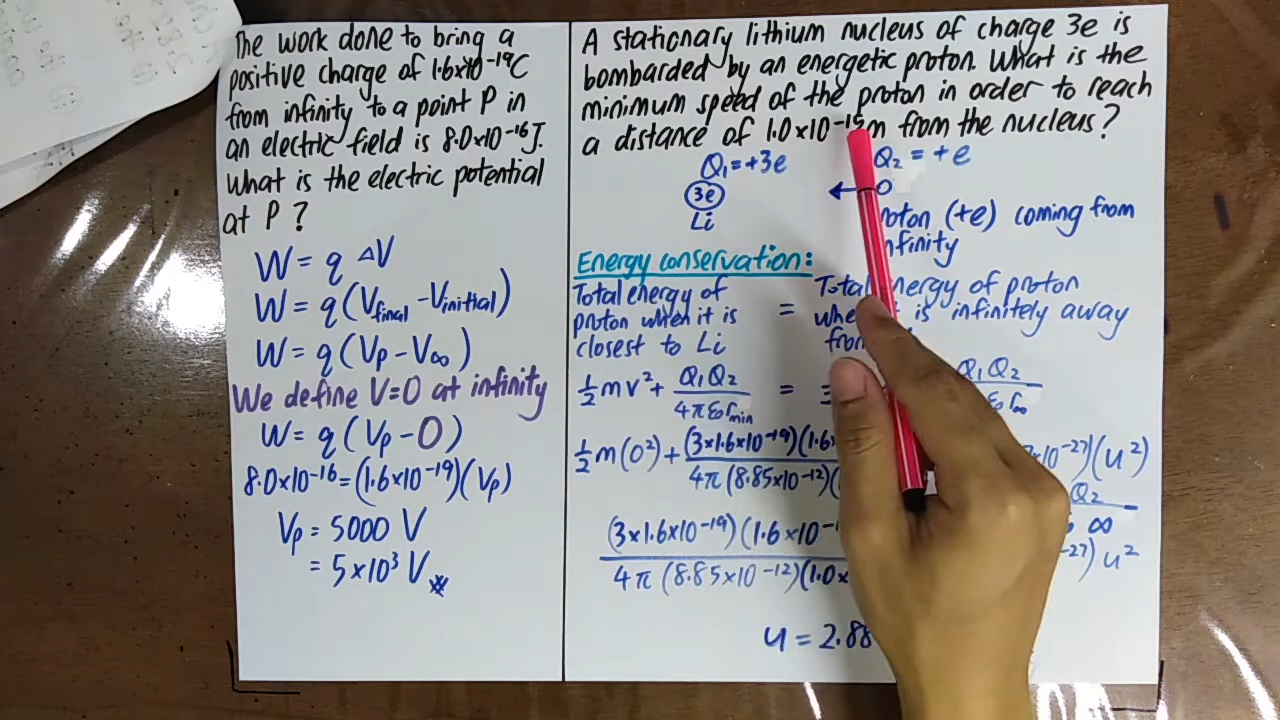 The work done to bring a
positive charge of 1.6×10⁻¹⁹C
from infinity to a point P in
an electric field is 8.0×10⁻¹⁶J.
What is the electric potential
at P?
W = q ΔV
W = q(Vfinal - Vinitial)
W = q(Vp - V∞)
We define V=0 at infinity
W = q(Vp - 0)
8.0×10⁻¹⁶=(1.6×10⁻¹⁹)(Vp)
Vp = 5000 V
= 5×10³ V
A stationary lithium nucleus of charge 3e is
bombarded by an energetic proton. What is the
minimum speed of the proton in order to reach
a distance of 1.0×10 m from the nucleus?
Q₁=+3e Q₂ = +e
3e
Li
(+e) coming from
Energy conservation:
Total energy of
proton when it is
closest to Li
=
energy of proton
is infinitely away
½mv² + Q₁Q₂ / 4πε₀rmin = Q₁Q₂ / r∞
½m(0²)+(3×1.6×10⁻¹⁹)(1.6 / 4π(8.85×10⁻¹²)( ×10⁻²⁷)(u²)
Q₂ / ∞
(3×1.6×10⁻¹⁹)(1.6×10⁻ / 4π(8.85×10⁻¹²)(1.0× ⁻²⁷)u²
u = 2.88